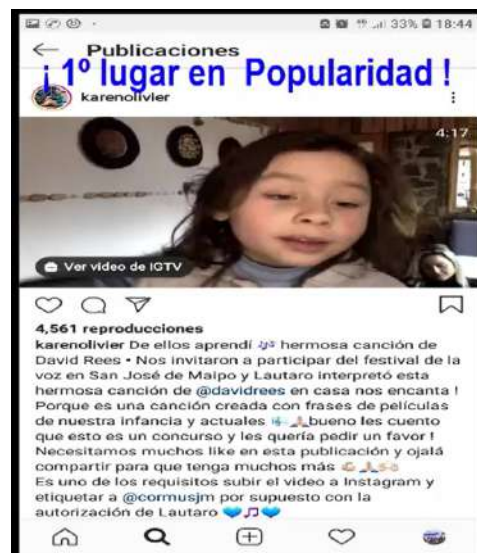 33% 18:44
Publicaciones
¡ 1º lugar en Popularidad !
karenolivier
4:17
Ver video de IGTV
4,561 reproducciones
karenolivier De ellos aprendí 🎶 hermosa canción de
David Rees • Nos invitaron a participar del festival de la
voz en San José de Maipo y Lautaro interpretó esta
hermosa canción de @davidrees en casa nos encanta !
Porque es una canción creada con frases de películas
de nuestra infancia y actuales bueno les cuento
que esto es un concurso y les quería pedir un favor !
Necesitamos muchos like en esta publicación y ojalá
compartir para que tenga muchos más
Es uno de los requisitos subir el video a Instagram y
etiquetar a @cormusjm por supuesto con la
autorización de Lautaro 💙🎵💙